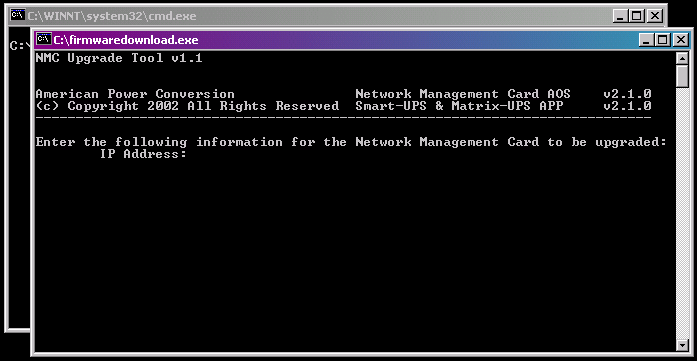 C:\WINNT\system32\cmd.exe
C:\
C:\firmwaredownload.exe
NMC Upgrade Tool v1.1
American Power Conversion Network Management Card AOS v2.1.0
(c) Copyright 2002 All Rights Reserved Smart-UPS & Matrix-UPS APP v2.1.0
Enter the following information for the Network Management Card to be upgraded:
IP Address: